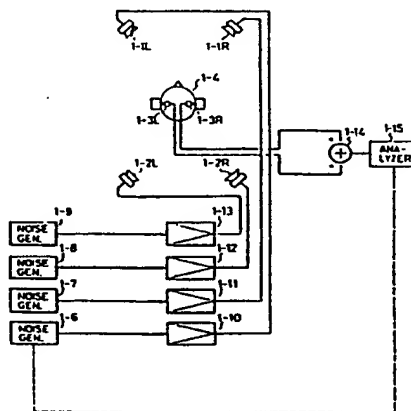 1-1L
1-1R
1-4
1-3L
1-3R
1-14
1-15
ANA-
LYZER
1-2L
1-2R
1-9
NOISE
GEN.
1-13
1-8
NOISE
GEN.
1-12
1-7
NOISE
GEN.
1-11
1-6
NOISE
GEN.
1-10